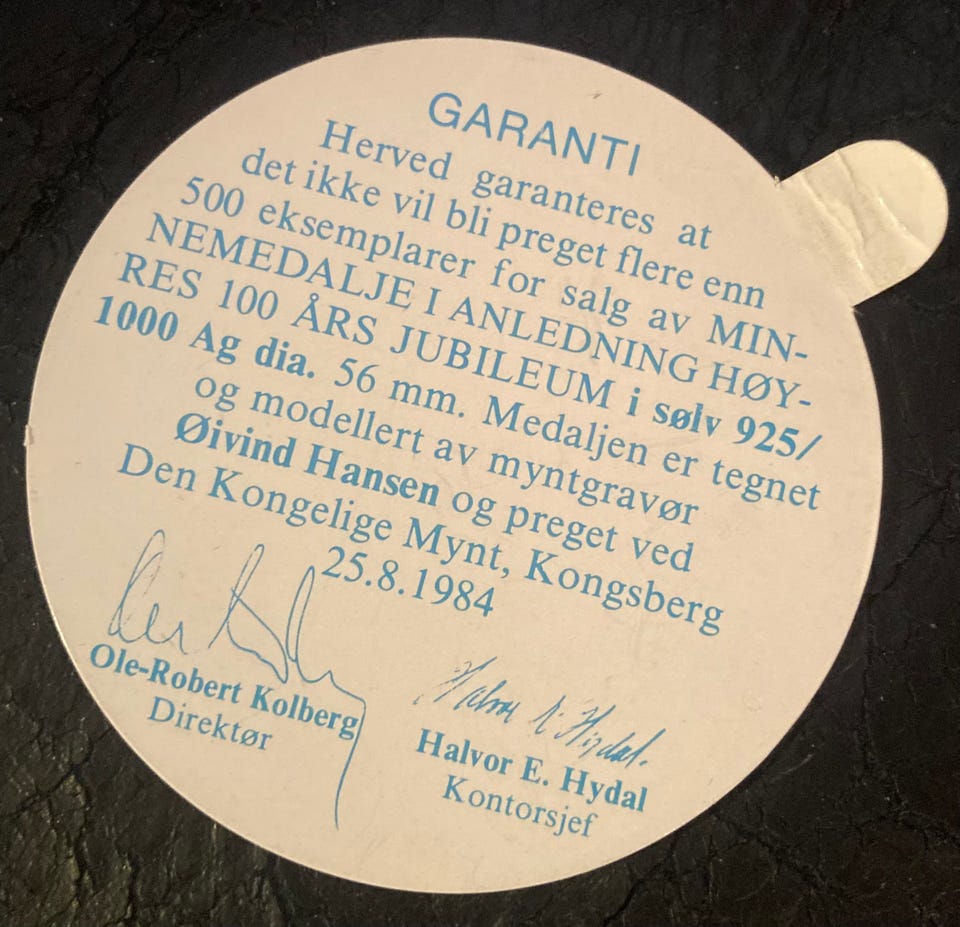 GARANTI
Herved garanteres at
det ikke vil bli preget flere enn
500 eksemplarer for salg av MIN-
NEMEDALJE I ANLEDNING HØY-
RES 100 ÅRS JUBILEUM i sølv 925/
1000 Ag dia. 56 mm. Medaljen er tegnet
og modellert av myntgravør
Øivind Hansen og preget ved
Den Kongelige Mynt, Kongsberg
25.8.1984
Ole-Robert Kolberg
Direktør
Halvor E. Hydal
Kontorsjef